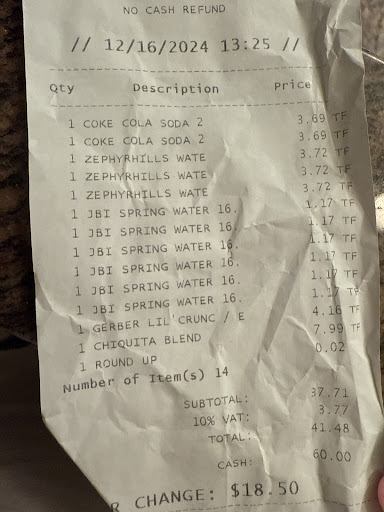 NO CASH REFUND
// 12/16/2024 13:25 //
Qty Description Price
1 COKE COLA SODA 2 3.69 TF
1 COKE COLA SODA 2 3.69 TF
1 ZEPHYRHILLS WATE 3.72 TF
1 ZEPHYRHILLS WATE 3.72 TF
1 ZEPHYRHILLS WATE 3.72 TF
1 JBI SPRING WATER 16. 1.17 TF
1 JBI SPRING WATER 16. 1.17 TF
1 JBI SPRING WATER 16. 1.17 TF
1 JBI SPRING WATER 16. 1.17 TF
1 JBI SPRING WATER 16. 1.17 TF
1 JBI SPRING WATER 16. 1.17 TF
1 GERBER LIL'CRUNC / E 4.16 TF
1 CHIQUITA BLEND 7.99 TF
1 ROUND UP 0.02
Number of Item(s) 14
SUBTOTAL: 37.71
10% VAT: 3.77
TOTAL: 41.48
CASH: 60.00
R CHANGE: $18.50